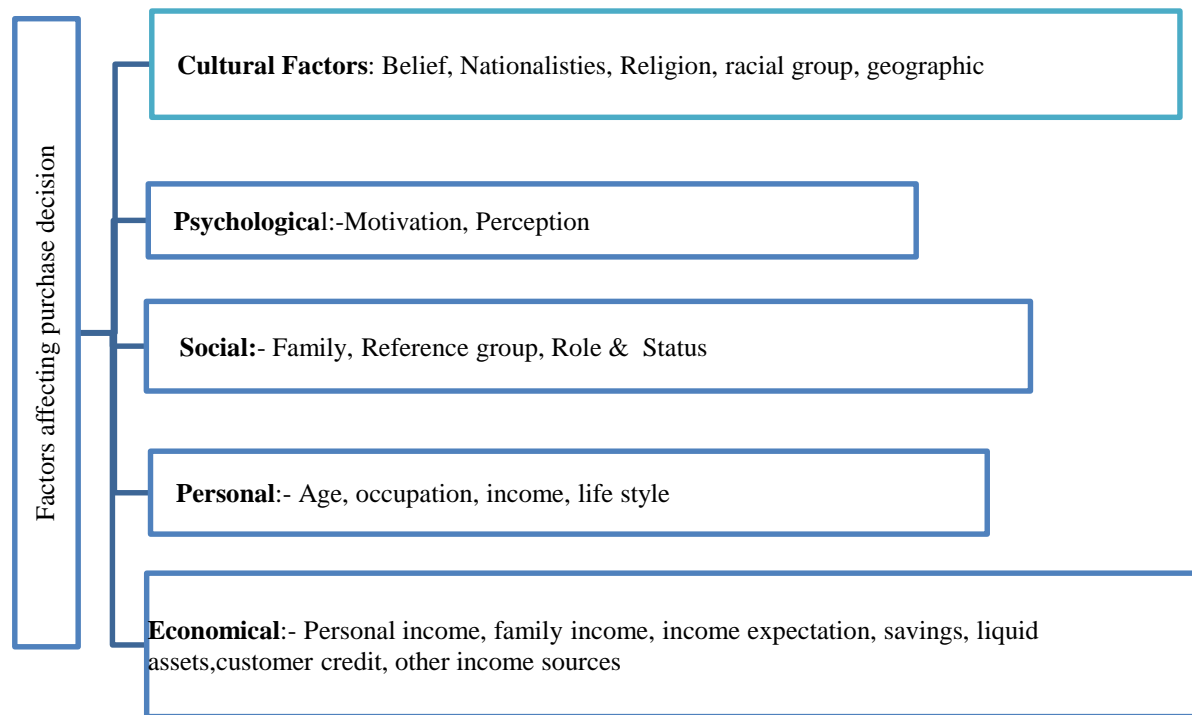 Factors affecting purchase decision
Cultural Factors: Belief, Nationalisties, Religion, racial group, geographic
Psychological:-Motivation, Perception
Social:- Family, Reference group, Role & Status
Personal:- Age, occupation, income, life style
Economical:- Personal income, family income, income expectation, savings, liquid
assets,customer credit, other income sources